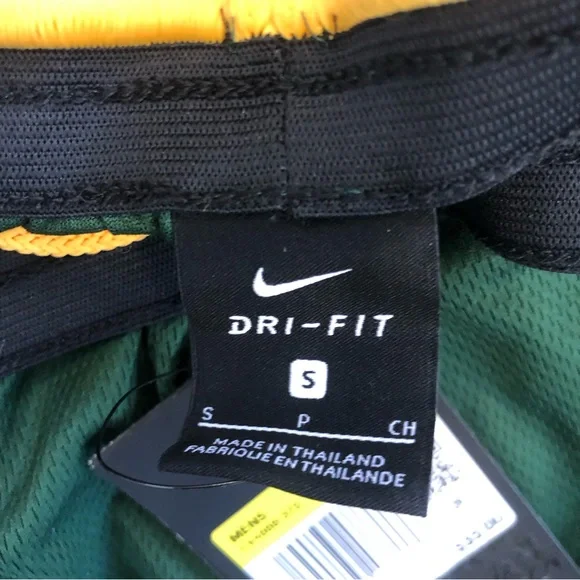 DRI-FIT
S
S P CH
MADE IN THAILAND
FABRIQUE EN THAILANDE
MENS